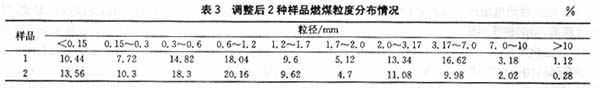 表3 调整后2种样品燃煤粒度分布情况 %
样品 粒径/mm
<0.15 0.15~0.3 0.3~0.6 0.6~1.2 1.2~1.7 1.7~2.0 2.0~3.17 3.17~7.0 7.0~10 >10
1 10.44 7.72 14.82 18.04 9.6 5.12 13.34 16.62 3.18 1.12
2 13.56 10.3 18.3 20.16 9.62 4.7 11.08 9.98 2.02 0.28